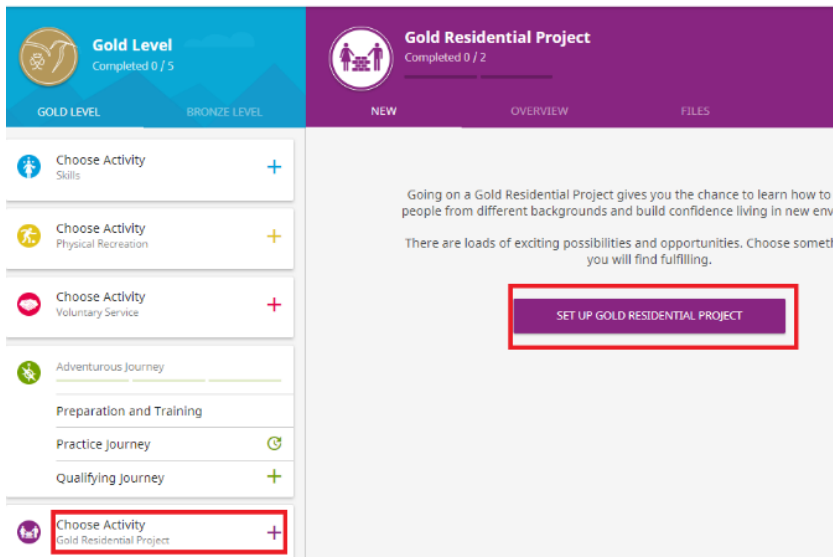 Gold Level
Completed 0 / 5
GOLD LEVEL
BRONZE LEVEL
Choose Activity
Skills
Choose Activity
Physical Recreation
Choose Activity
Voluntary Service
Adventurous Journey
Preparation and Training
Practice Journey
Qualifying Journey
Choose Activity
Gold Residential Project
Gold Residential Project
Completed 0 / 2
NEW
OVERVIEW
FILES
Going on a Gold Residential Project gives you the chance to learn how to
people from different backgrounds and build confidence living in new
There are loads of exciting possibilities and opportunities. Choose
you will find fulfilling.
SET UP GOLD RESIDENTIAL PROJECT